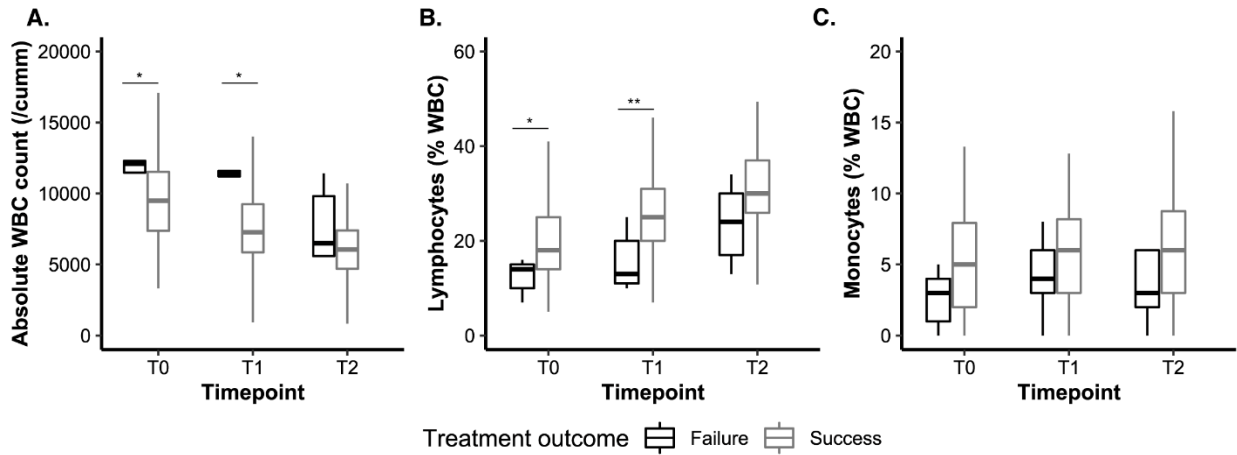 A.
Absolute WBC count (/cumm)
20000
15000
10000
5000
0
*
*
T0
T1
T2
Timepoint
B.
Lymphocytes (% WBC)
60
40
20
0
*
**
T0
T1
T2
Timepoint
C.
Monocytes (% WBC)
20
15
10
5
0
T0
T1
T2
Timepoint
Treatment outcome Failure Success